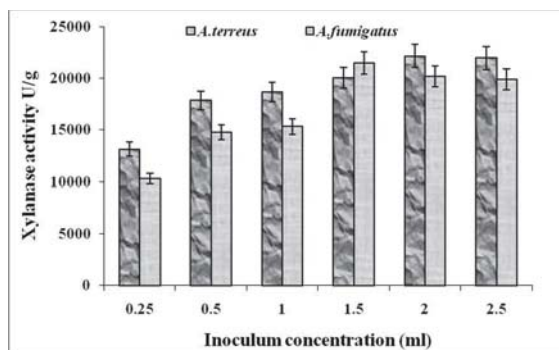 A.terreus A.fumigatus
Xylanase activity U/g
25000
20000
15000
10000
5000
0
0.25 0.5 1 1.5 2 2.5
Inoculum concentration (ml)